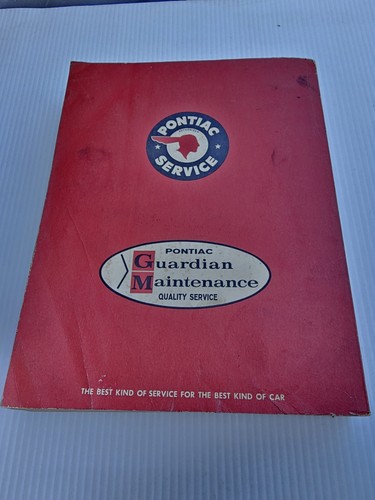 PONTIAC
SERVICE
PONTIAC
Guardian
Maintenance
QUALITY SERVICE
THE BEST KIND OF SERVICE FOR THE BEST KIND OF CAR